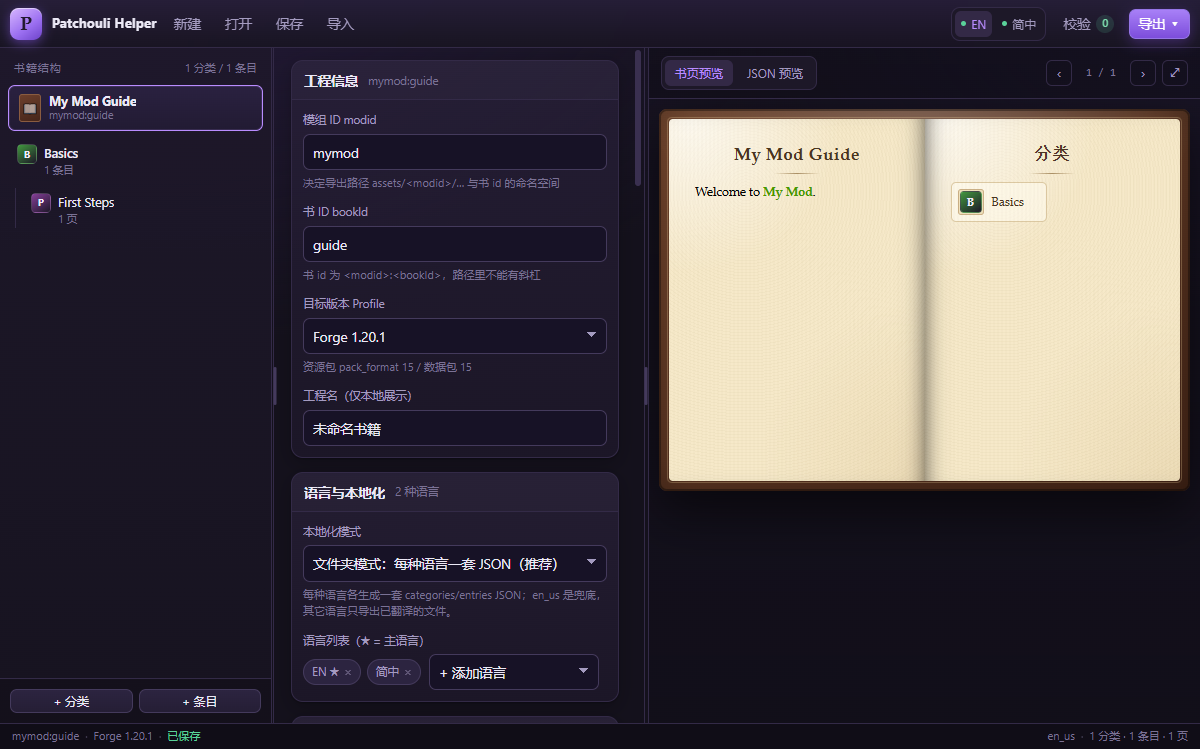 P Patchouli Helper 新建 打开 保存 导入 EN 简中 校验 0 导出 ▾
书籍结构 1 分类 / 1 条目
My Mod Guide
mymod:guide
B Basics
1 条目
P First Steps
1 页
+ 分类 + 条目
工程信息 mymod:guide
模组 ID modid
mymod
决定导出路径 assets/<modid>/... 与书 id 的命名空间
书 ID bookId
guide
书 id 为 <modid>:<bookId>，路径里不能有斜杠
目标版本 Profile
Forge 1.20.1
资源包 pack_format 15 / 数据包 15
工程名（仅本地展示）
未命名书籍
语言与本地化 2 种语言
本地化模式
文件夹模式：每种语言一套 JSON（推荐）
每种语言各生成一套 categories/entries JSON；en_us 是兜底，
其它语言只导出已翻译的文件。
语言列表（★ = 主语言）
EN ★ × 简中 × + 添加语言
书页预览 JSON 预览 ‹ 1 / 1 › ⤢
My Mod Guide
Welcome to My Mod.
分类
B Basics
mymod:guide · Forge 1.20.1 · 已保存 en_us · 1 分类 · 1 条目 · 1 页